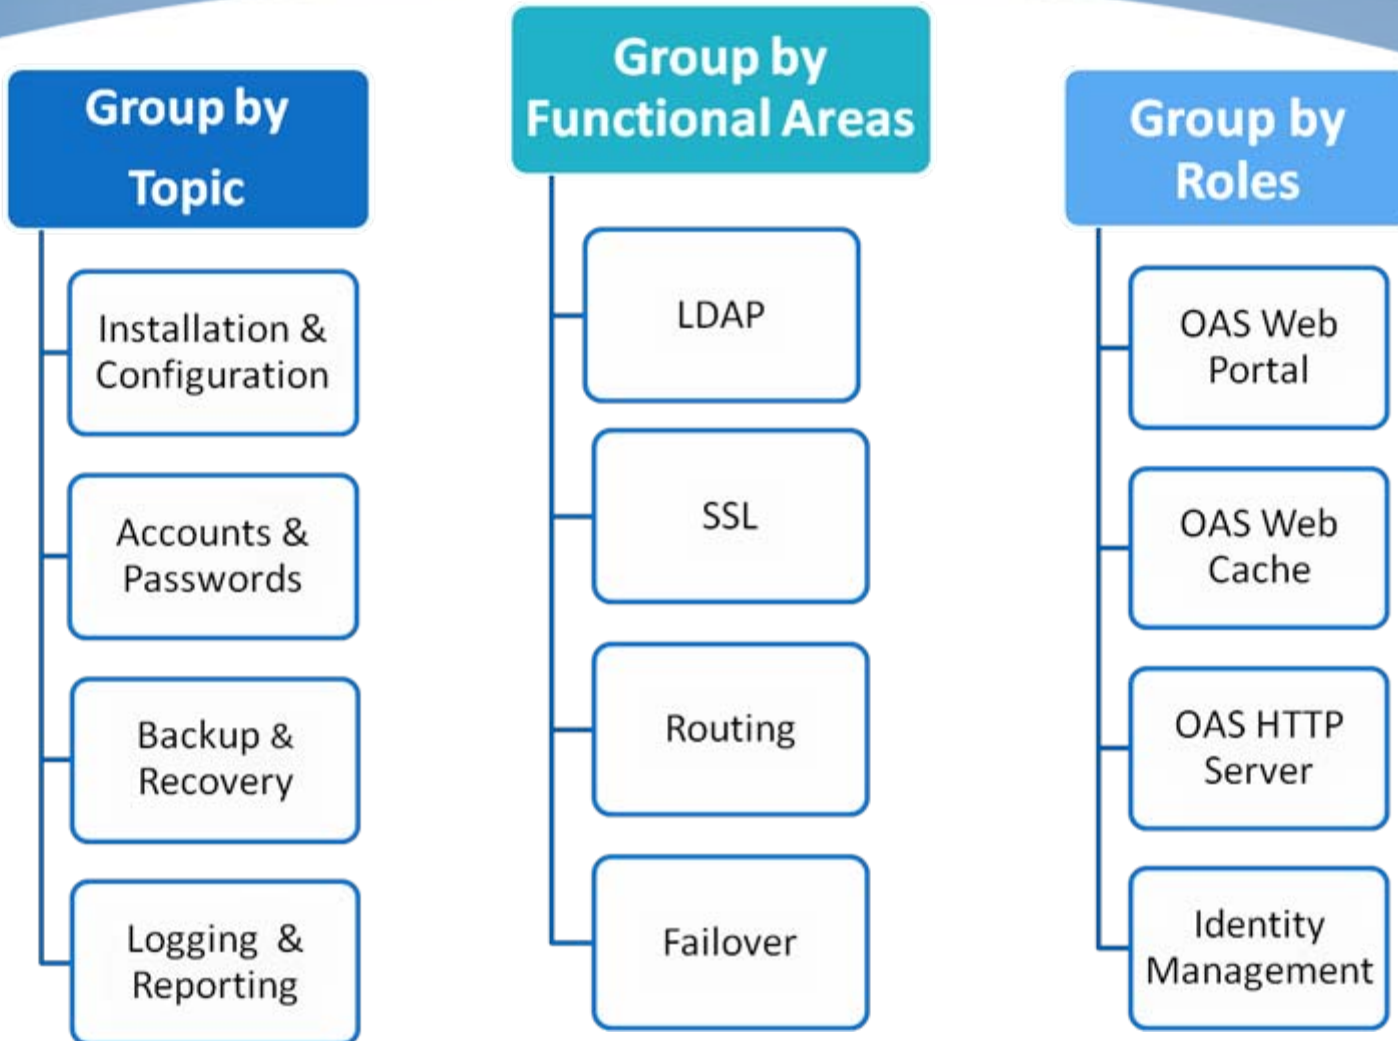 Group by
Topic
Installation &
Configuration
Accounts &
Passwords
Backup &
Recovery
Logging &
Reporting
Group by
Functional Areas
LDAP
SSL
Routing
Failover
Group by
Roles
OAS Web
Portal
OAS Web
Cache
OAS HTTP
Server
Identity
Management